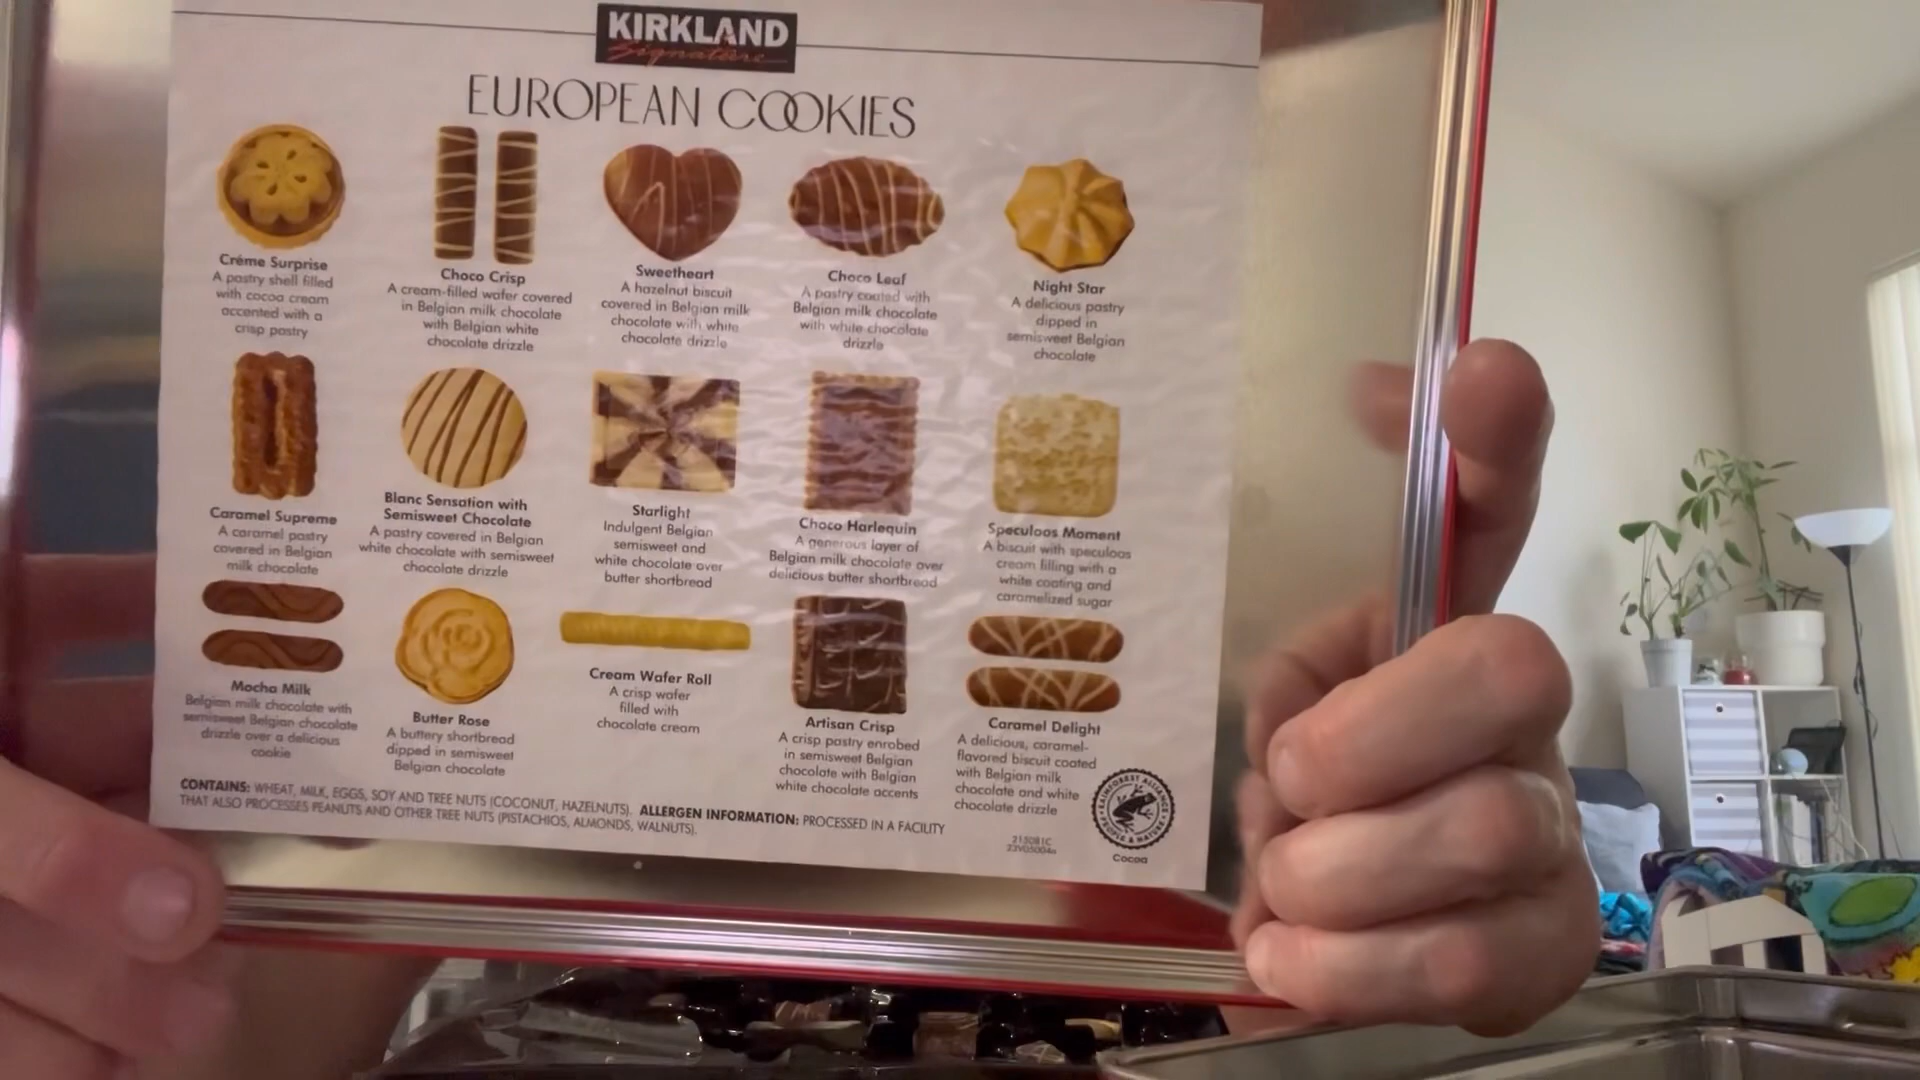 KIRKLAND
Signature
EUROPEAN COOKIES
Créme Surprise
A pastry shell filled
with cocoa cream
accented with a
crisp pastry
Choco Crisp
A cream-filled wafer covered
in Belgian milk chocolate
with Belgian white
chocolate drizzle
Sweetheart
A hazelnut biscuit
covered in Belgian milk
chocolate with white
chocolate drizzle
Choco Leaf
A pastry coated with
Belgian milk chocolate
with white chocolate
drizzle
Night Star
A delicious pastry
dipped in
semisweet Belgian
chocolate
Caramel Supreme
A caramel pastry
covered in Belgian
milk chocolate
Blanc Sensation with
Semisweet Chocolate
A pastry covered in Belgian
white chocolate with semisweet
chocolate drizzle
Starlight
Indulgent Belgian
semisweet and
white chocolate over
butter shortbread
Choco Harlequin
A generous layer of
Belgian milk chocolate over
delicious butter shortbread
Speculoos Moment
A biscuit with speculoos
cream filling with a
white coating and
caramelized sugar
Mocha Milk
Belgian milk chocolate with
semisweet Belgian chocolate
drizzle over a delicious
cookie
Butter Rose
A buttery shortbread
dipped in semisweet
Belgian chocolate
Cream Wafer Roll
A crisp wafer
filled with
chocolate cream
Artisan Crisp
A crisp pastry enrobed
in semisweet Belgian
chocolate with Belgian
white chocolate accents
Caramel Delight
A delicious, caramel-
flavored biscuit coated
with Belgian milk
chocolate and white
chocolate drizzle
CONTAINS: WHEAT, MILK, EGGS, SOY AND TREE NUTS (COCONUT, HAZELNUTS). ALLERGEN INFORMATION: PROCESSED IN A FACILITY
THAT ALSO PROCESSES PEANUTS AND OTHER TREE NUTS (PISTACHIOS, ALMONDS, WALNUTS).
RAINFOREST ALLIANCE
PEOPLE & NATURE
Cocoa